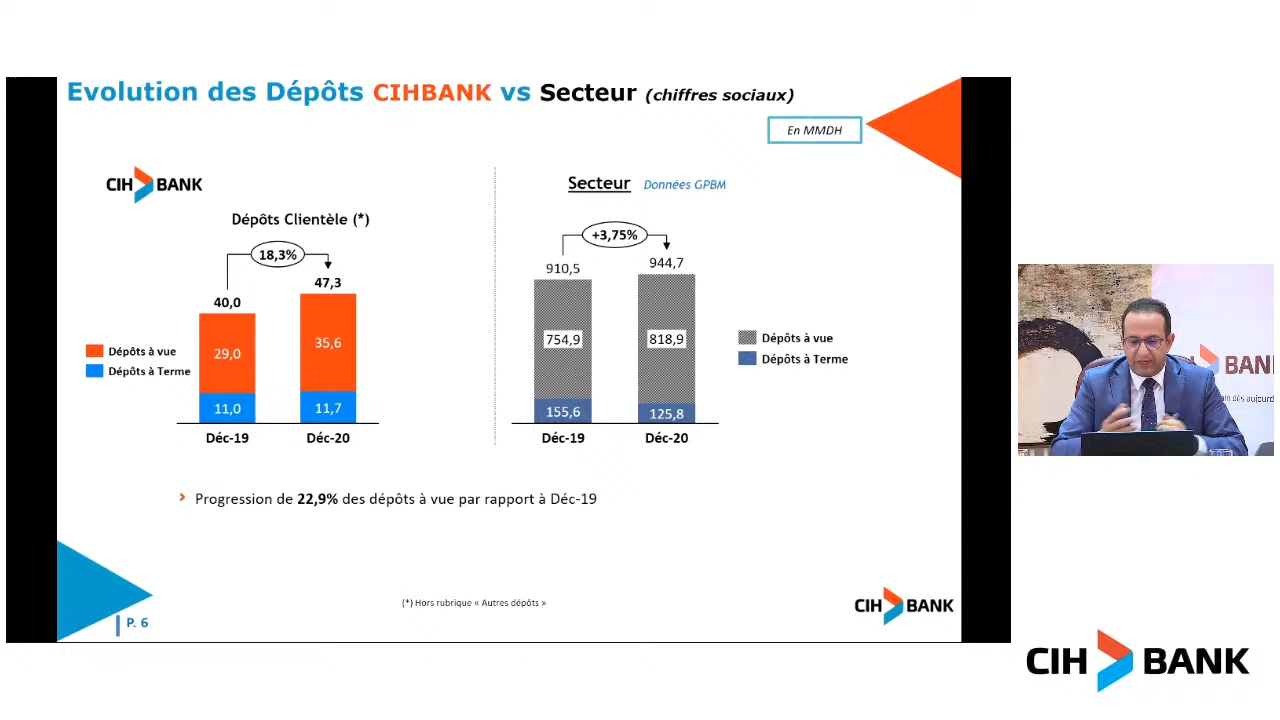 Evolution des Dépôts CIHBANK vs Secteur (chiffres sociaux)
En MMDH
CIH BANK
Dépôts Clientèle (*)
18,3%
40,0
47,3
29,0
35,6
11,0
11,7
Dépôts à vue
Dépôts à Terme
Déc-19
Déc-20
Secteur
Données GPBM
+3,75%
910,5
944,7
754,9
818,9
155,6
125,8
Dépôts à vue
Dépôts à Terme
Déc-19
Déc-20
› Progression de 22,9% des dépôts à vue par rapport à Déc-19
(*) Hors rubrique « Autres dépôts »
P. 6
CIH BANK
BAN
ain dès aujourd
CIH BANK